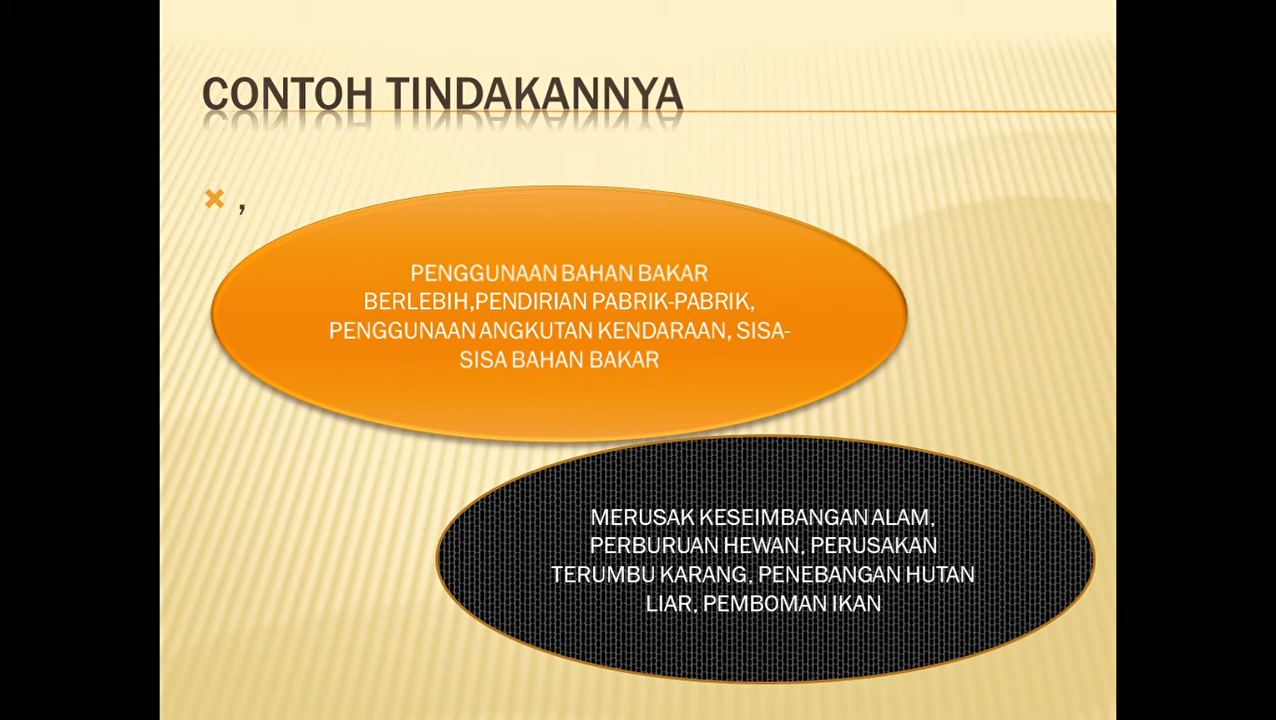 CONTOH TINDAKANNYA
,
PENGGUNAAN BAHAN BAKAR
BERLEBIH,PENDIRIAN PABRIK-PABRIK,
PENGGUNAAN ANGKUTAN KENDARAAN, SISA-
SISA BAHAN BAKAR
MERUSAK KESEIMBANGAN ALAM,
PERBURUAN HEWAN, PERUSAKAN
TERUMBU KARANG, PENEBANGAN HUTAN
LIAR, PEMBOMAN IKAN